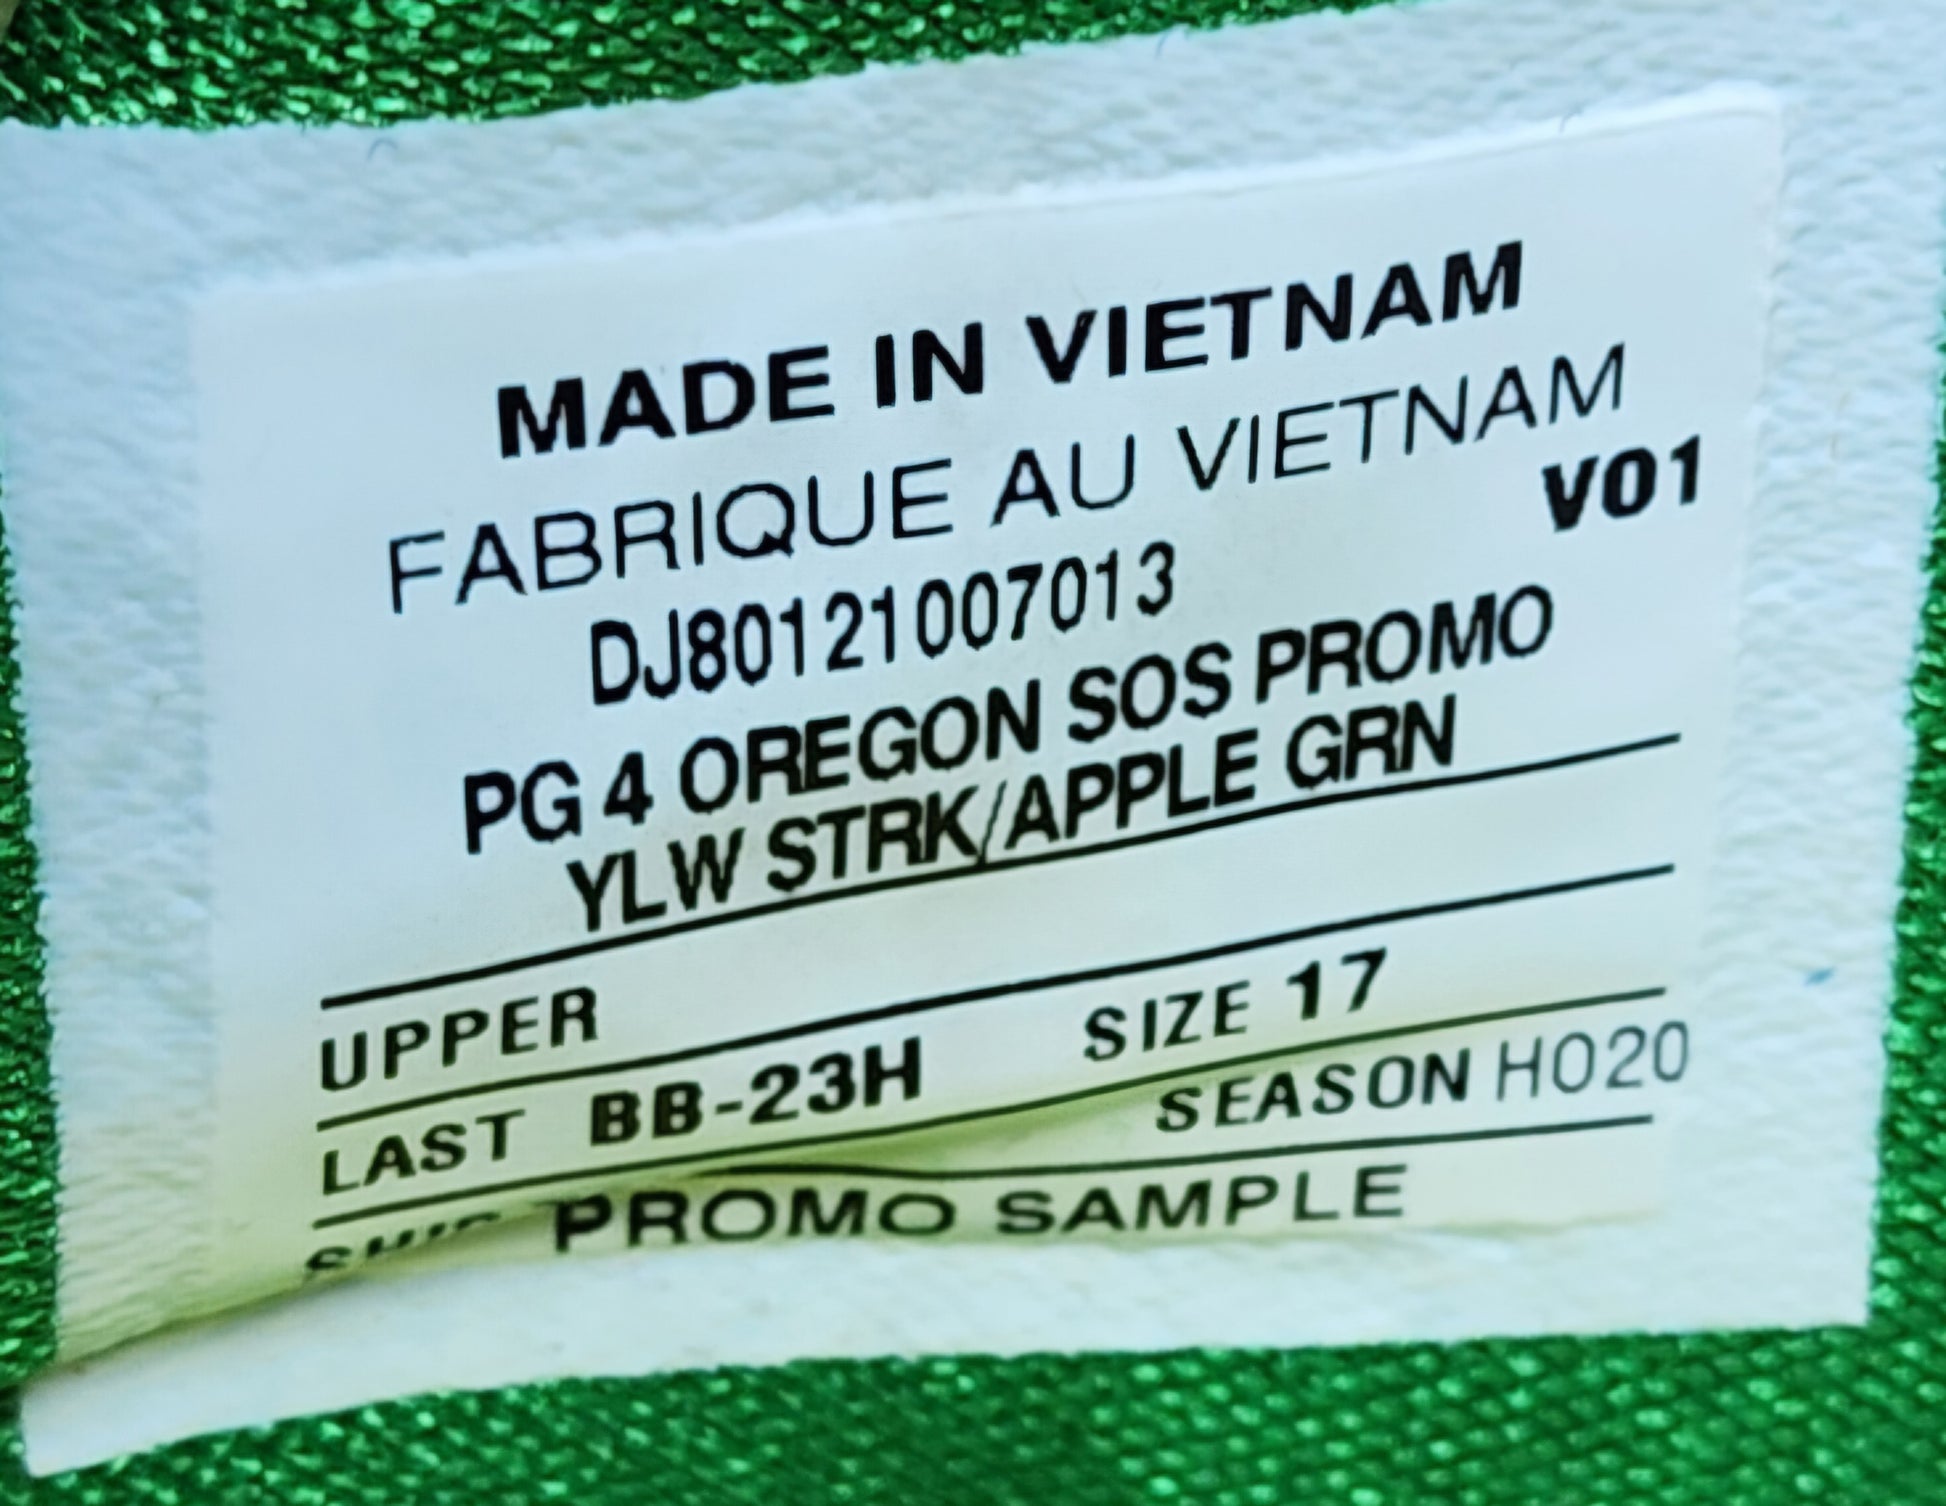 MADE IN VIETNAM
FABRIQUE AU VIETNAM
V01
DJ80121007013
PG 4 OREGON SOS PROMO
YLW STRK/APPLE GRN
UPPER
LAST BB-23H SIZE 17
SEASON HO20
PROMO SAMPLE